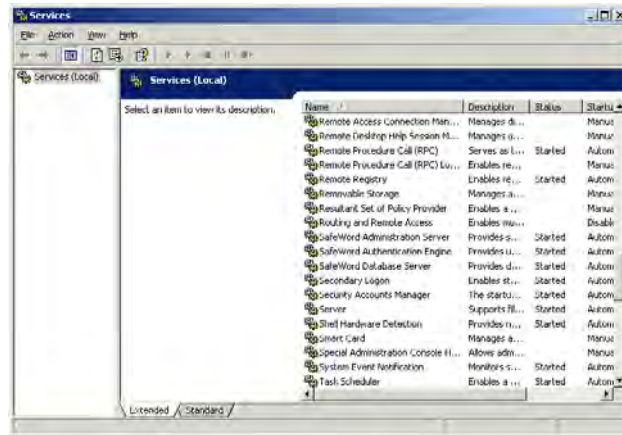 Services
File Action View Help
Services (Local)
Services (Local)
Select an item to view its description.
Name Description Status Startu
Remote Access Connection Man... Manages di... Manua
Remote Desktop Help Session M... Manages a... Manua
Remote Procedure Call (RPC) Serves as t... Started Autom
Remote Procedure Call (RPC) Lo... Enables re... Manua
Remote Registry Enables re... Started Autom
Removable Storage Manages a... Manua
Resultant Set of Policy Provider Enables a ... Manua
Routing and Remote Access Enables mu... Disable
SafeWord Administration Server Provides s... Started Autom
SafeWord Authentication Engine Provides u... Started Autom
SafeWord Database Server Provides d... Started Autom
Secondary Logon Enables st... Started Autom
Security Accounts Manager The startu... Started Autom
Server Supports fil... Started Autom
Shell Hardware Detection Provides n... Started Autom
Smart Card Manages a... Manua
Special Administration Console H... Allows adm... Manua
System Event Notification Monitors s... Started Autom
Task Scheduler Enables a ... Started Autom
Extended Standard